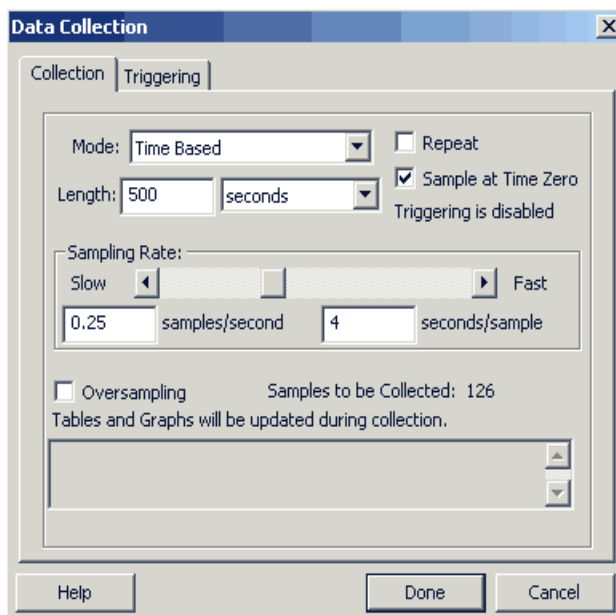 Data Collection
Collection Triggering
Mode: Time Based Repeat
Length: 500 seconds Sample at Time Zero
Triggering is disabled
Sampling Rate:
Slow Fast
0.25 samples/second 4 seconds/sample
Oversampling Samples to be Collected: 126
Tables and Graphs will be updated during collection.
Help Done Cancel